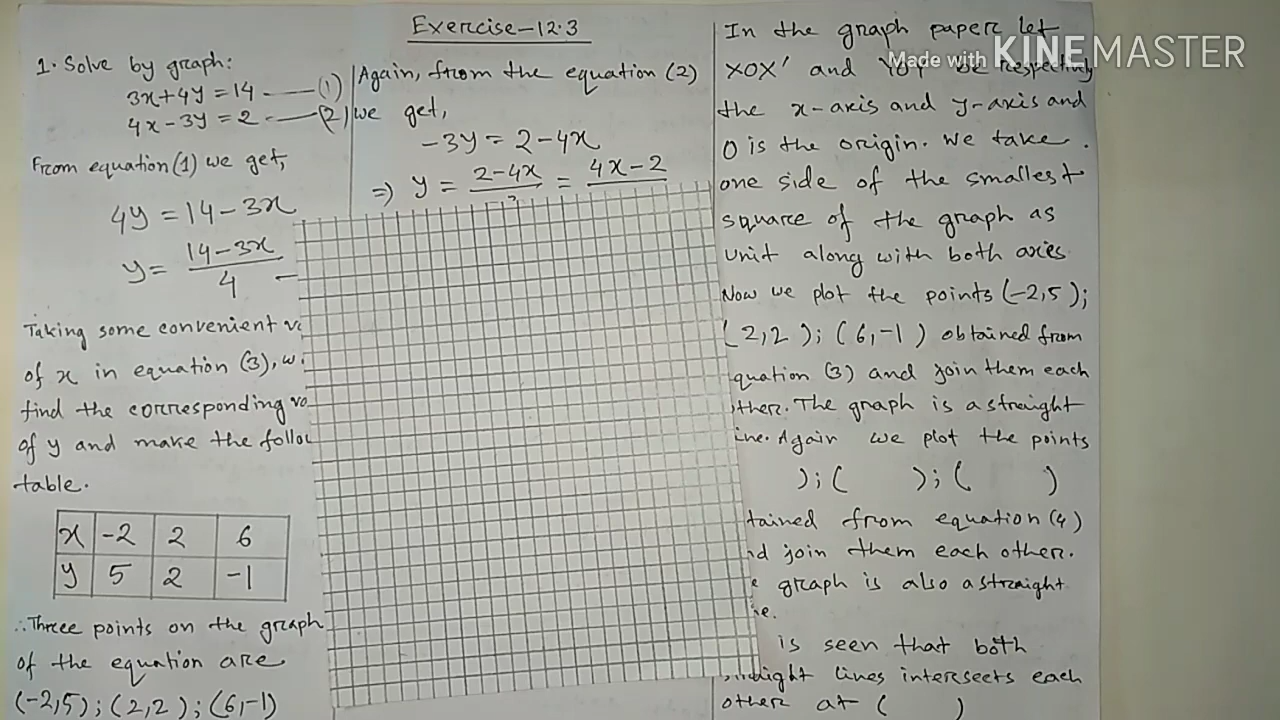 Exercise-12.3
1. Solve by graph:
3x+4y=14 —— (1)
4x-3y=2 —— (2)
From equation (1) we get,
4y=14-3x
y= 14-3x / 4 –
Taking some convenient
of x in equation (3),
find the corresponding
of y and make the
table.
x -2 2 6
y 5 2 -1
∴Three points on the graph
of the equation are
(-2,5); (2,2); (6,-1)
Again, from the equation (2)
we get,
-3y=2-4x
=> y = 2-4x = 4x-2
In the graph paper let
XOX' and be respectively
the x-axis and y-axis and
O is the origin. We take
one side of the smallest
square of the graph as
unit along with both axies.
Now we plot the points (-2,5);
(2,2); (6,-1) obtained from
(3) and join them each
The graph is a straight
Again we plot the points
); ( ); ( )
from equation (4)
join them each other.
graph is also a straight
is seen that both
lines intersects each
other at ( )
Made with KINEMASTER